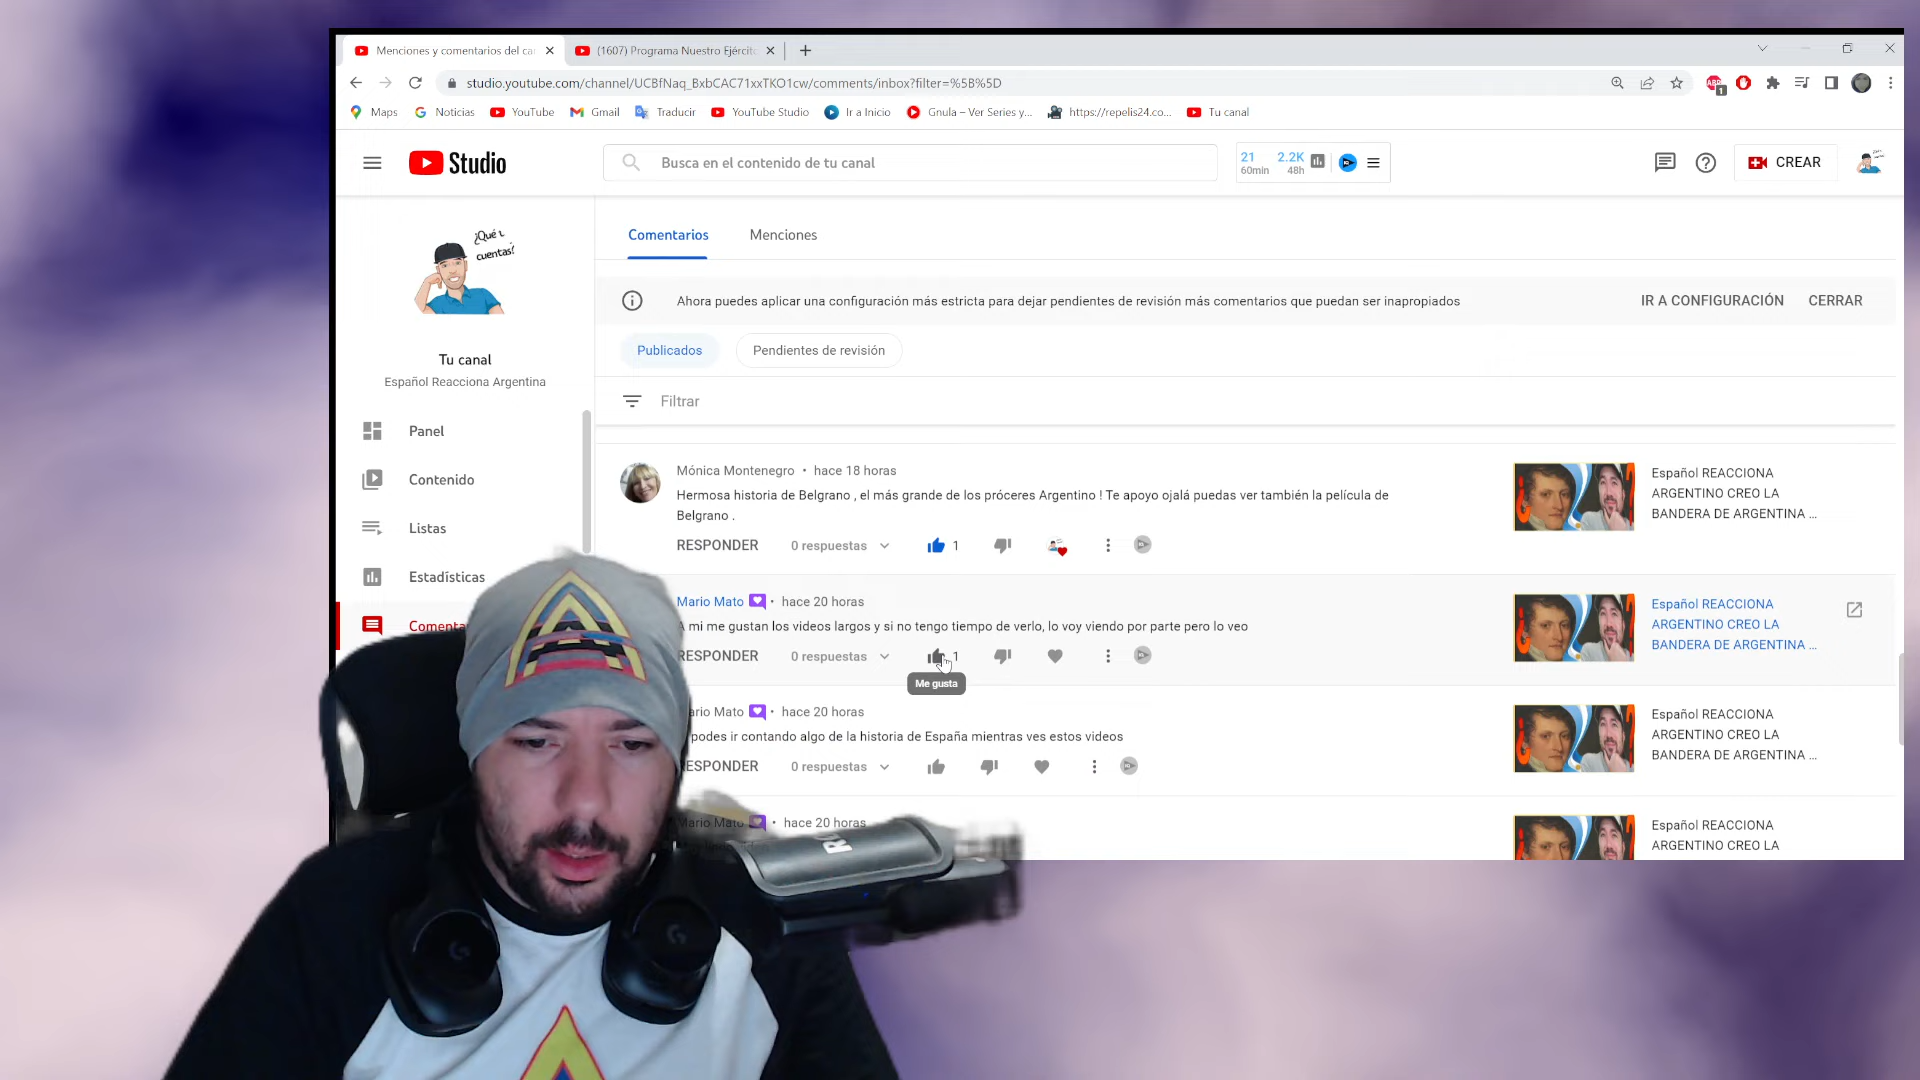 Menciones y comentarios del ca
(1607) Programa Nuestro Ejércit
studio.youtube.com/channel/UCBfNaq_BxbCAC71xxTKO1cw/comments/inbox?filter=%5B%5D
ABP
1
Maps
Noticias
YouTube
Gmail
Traducir
YouTube Studio
Ir a Inicio
Gnula – Ver Series y...
https://repelis24.co...
Tu canal
Studio
Busca en el contenido de tu canal
21
60min
2.2K
48h
CREAR
Comentarios
Menciones
Ahora puedes aplicar una configuración más estricta para dejar pendientes de revisión más comentarios que puedan ser inapropiados
IR A CONFIGURACIÓN
CERRAR
Publicados
Pendientes de revisión
Filtrar
¿Qué
cuentas?
Tu canal
Español Reacciona Argentina
Panel
Contenido
Listas
Estadísticas
Comenta
Mónica Montenegro • hace 18 horas
Hermosa historia de Belgrano , el más grande de los próceres Argentino ! Te apoyo ojalá puedas ver también la película de
Belgrano .
RESPONDER
0 respuestas
1
Español REACCIONA
ARGENTINO CREO LA
BANDERA DE ARGENTINA ...
Mario Mato • hace 20 horas
A mi me gustan los videos largos y si no tengo tiempo de verlo, lo voy viendo por parte pero lo veo
RESPONDER
0 respuestas
1
Me gusta
Español REACCIONA
ARGENTINO CREO LA
BANDERA DE ARGENTINA ...
ario Mato • hace 20 horas
podes ir contando algo de la historia de España mientras ves estos videos
ESPONDER
0 respuestas
Español REACCIONA
ARGENTINO CREO LA
BANDERA DE ARGENTINA ...
Mario Mato • hace 20 horas
Español REACCIONA
ARGENTINO CREO LA